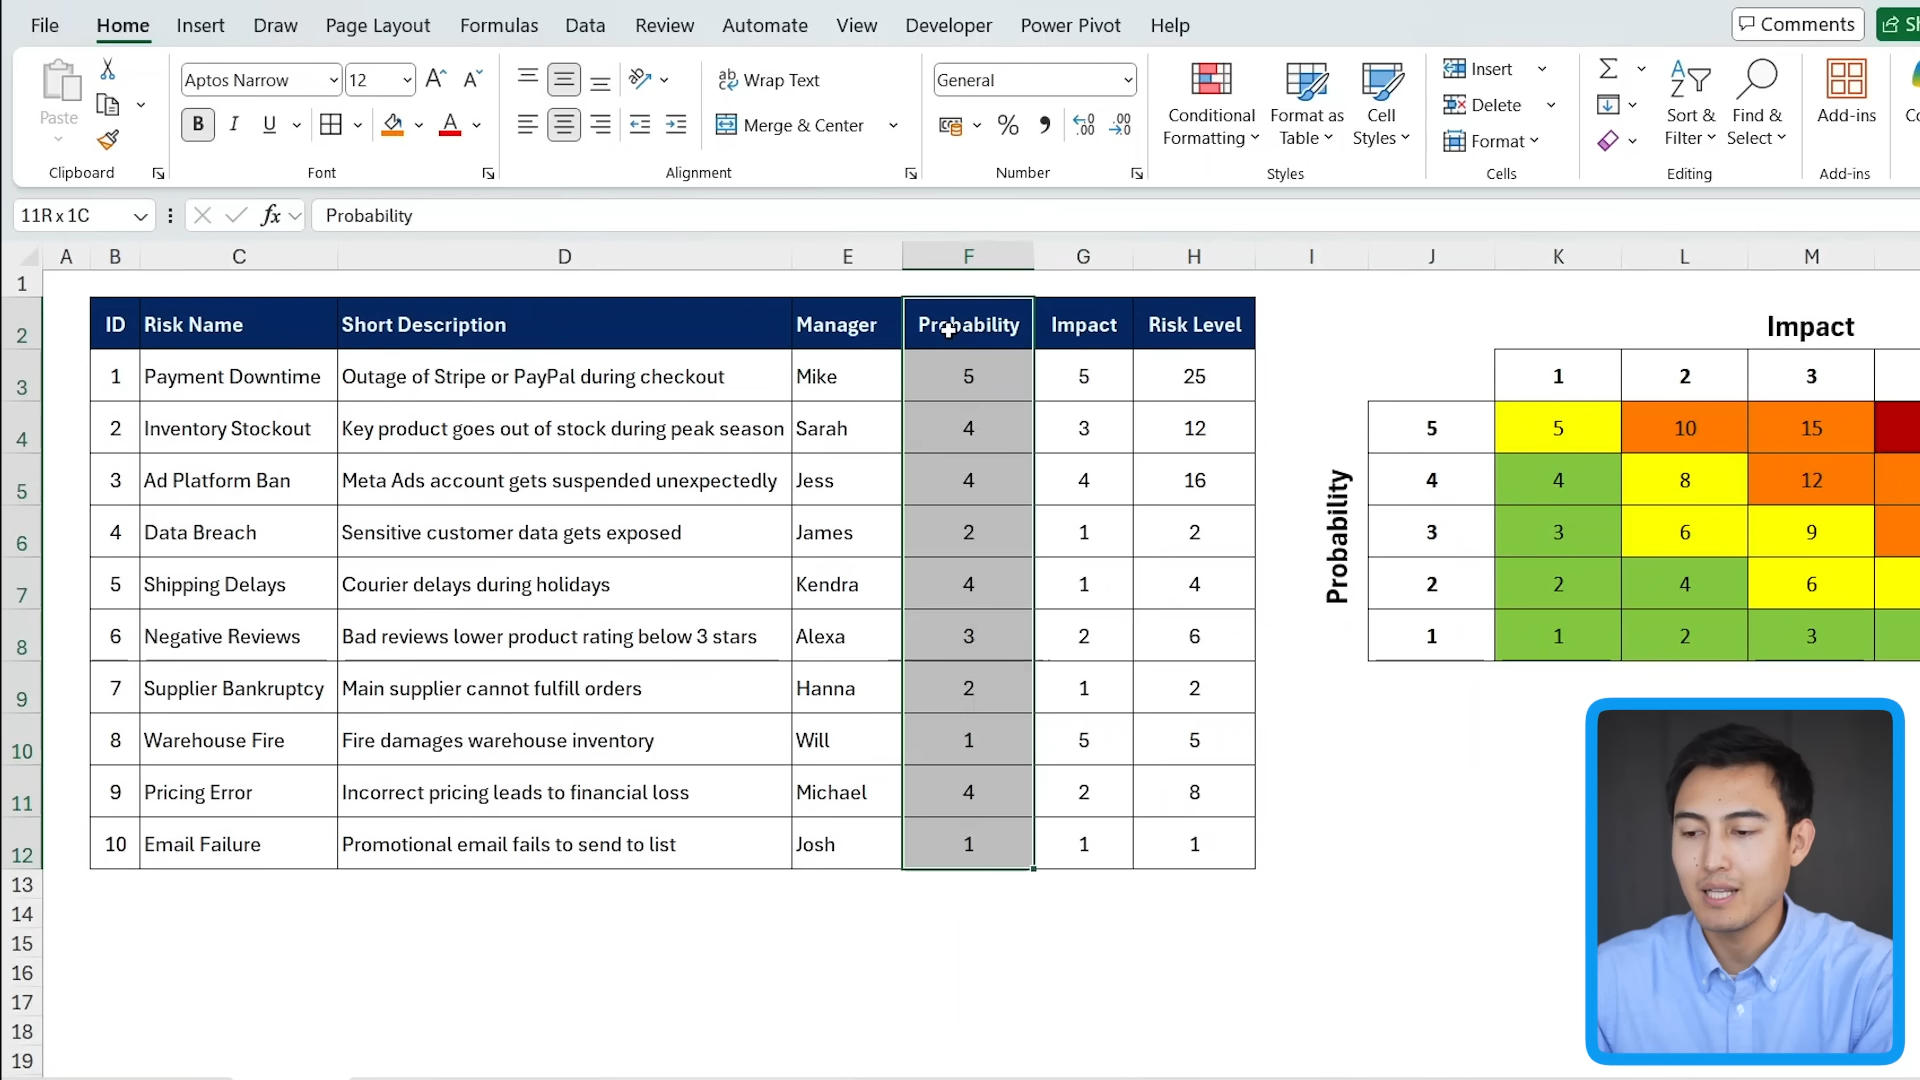 File Home Insert Draw Page Layout Formulas Data Review Automate View Developer Power Pivot Help Comments
Aptos Narrow 12 Wrap Text General Insert
Paste Conditional Formatting Format as Table Cell Styles Delete Sort & Filter Find & Select Add-ins
B I U Merge & Center % Format
Clipboard Font Alignment Number Styles Cells Editing Add-ins
11R x 1C fx Probability
A B C D E F G H I J K L M
1
2 ID Risk Name Short Description Manager Probability Impact Risk Level Impact
3 1 Payment Downtime Outage of Stripe or PayPal during checkout Mike 5 5 25 1 2 3
4 2 Inventory Stockout Key product goes out of stock during peak season Sarah 4 3 12 5 5 10 15
5 3 Ad Platform Ban Meta Ads account gets suspended unexpectedly Jess 4 4 16 4 4 8 12
6 4 Data Breach Sensitive customer data gets exposed James 2 1 2 3 3 6 9
Probability
7 5 Shipping Delays Courier delays during holidays Kendra 4 1 4 2 2 4 6
8 6 Negative Reviews Bad reviews lower product rating below 3 stars Alexa 3 2 6 1 1 2 3
9 7 Supplier Bankruptcy Main supplier cannot fulfill orders Hanna 2 1 2
10 8 Warehouse Fire Fire damages warehouse inventory Will 1 5 5
11 9 Pricing Error Incorrect pricing leads to financial loss Michael 4 2 8
12 10 Email Failure Promotional email fails to send to list Josh 1 1 1
13
14
15
16
17
18
19